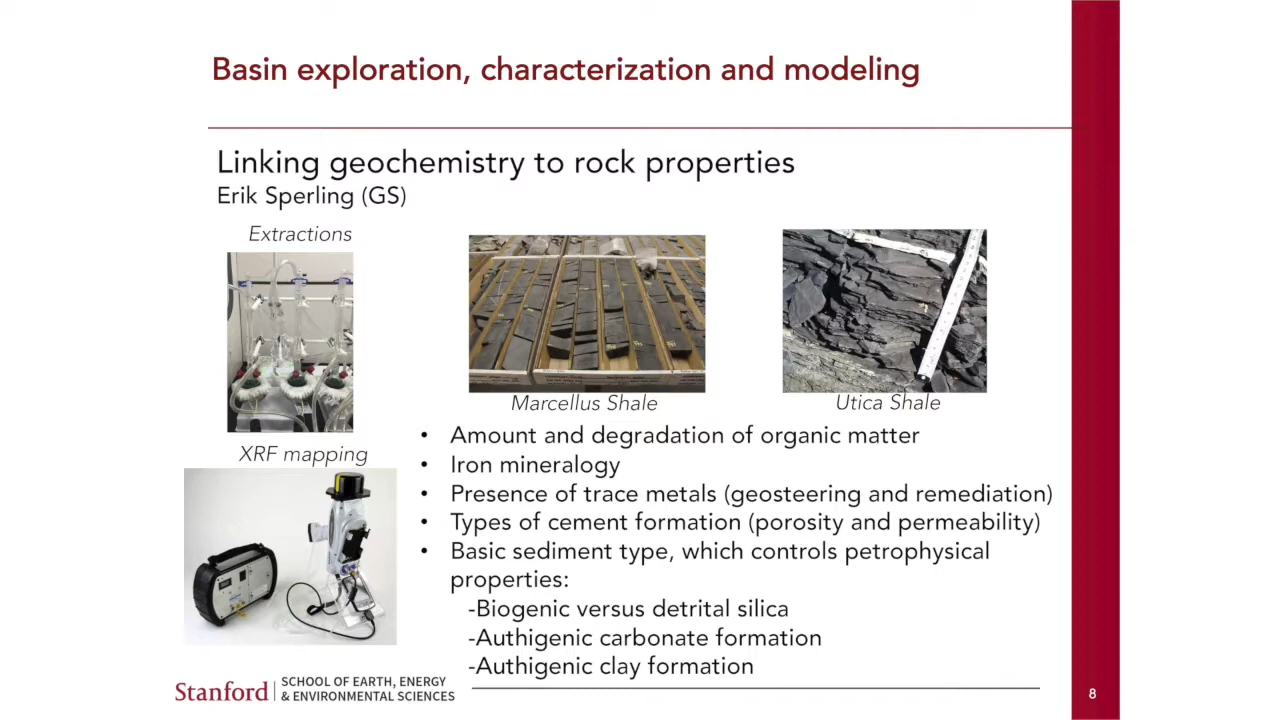 Basin exploration, characterization and modeling
Linking geochemistry to rock properties
Erik Sperling (GS)
Extractions
Marcellus Shale
Utica Shale
XRF mapping
• Amount and degradation of organic matter
• Iron mineralogy
• Presence of trace metals (geosteering and remediation)
• Types of cement formation (porosity and permeability)
• Basic sediment type, which controls petrophysical
properties:
-Biogenic versus detrital silica
-Authigenic carbonate formation
-Authigenic clay formation
Stanford
SCHOOL OF EARTH, ENERGY
& ENVIRONMENTAL SCIENCES
8